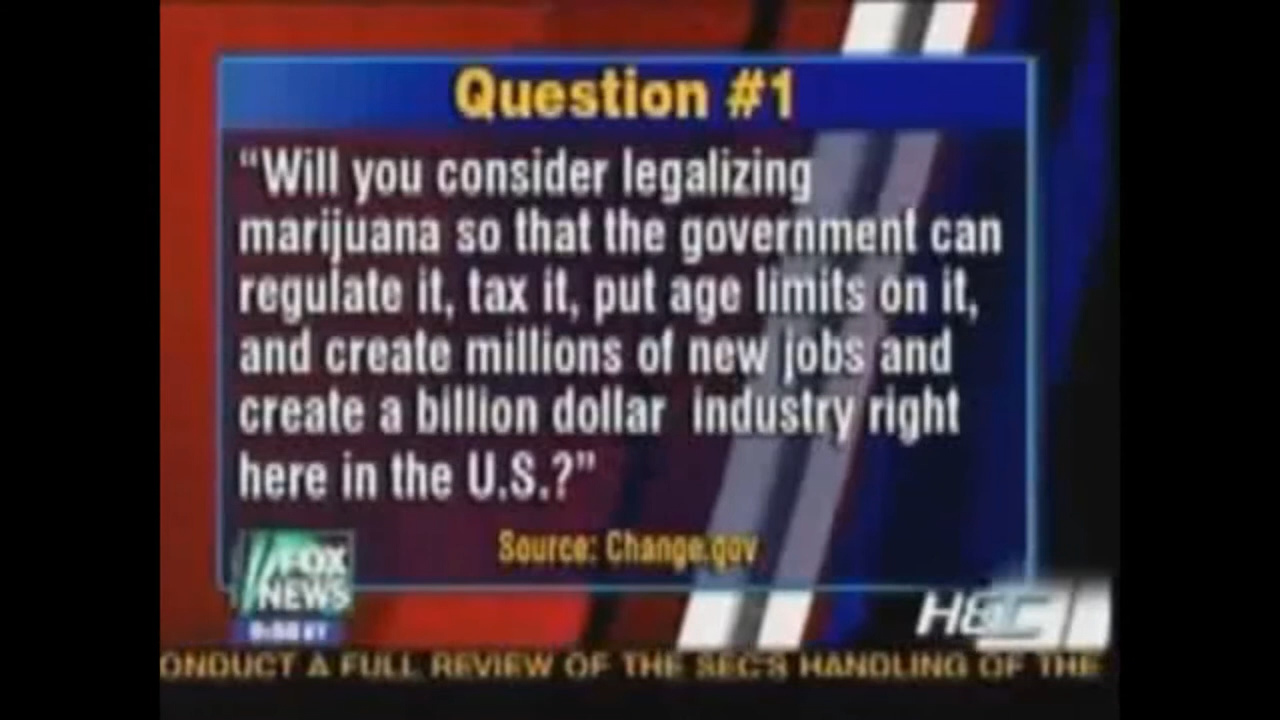 Question #1
“Will you consider legalizing
marijuana so that the government can
regulate it, tax it, put age limits on it,
and create millions of new jobs and
create a billion dollar industry right
here in the U.S.?”
Source: Change.gov
FOX
NEWS
ONDUCT A FULL REVIEW OF THE SEC'S HANDLING OF THE